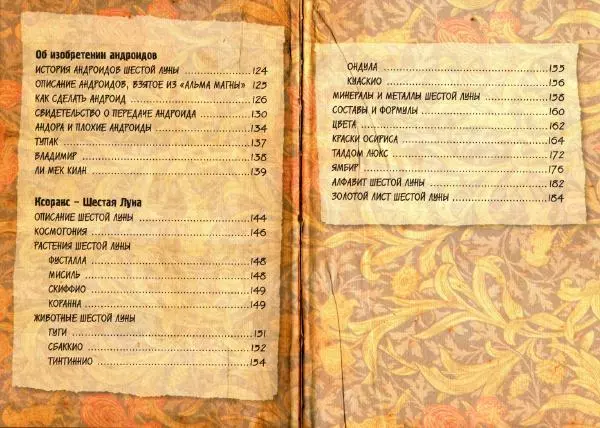 Об изобретении андроидов
ИСТОРИЯ АНДРОИДОВ ШЕСТОЙ ЛУНЫ 124
ОПИСАНИЕ АНДРОИДОВ, ВЗЯТОЕ ИЗ «АЛЬМА МАТНЫ» 125
КАК СДЕЛАТЬ АНДРОИД 126
СВИДЕТЕЛЬСТВО О ПЕРЕДАЧЕ АНДРОИДА 130
АНДОРА И ПЛОХИЕ АНДРОИДЫ 134
ТУПАК 137
ВЛАДИМИР 138
ЛИ МЕК КИАН 139
Ксоракс – Шестая Луна
ОПИСАНИЕ ШЕСТОЙ ЛУНЫ 144
КОСМОГОНИЯ 146
РАСТЕНИЯ ШЕСТОЙ ЛУНЫ
ФУСТАЛЛА 148
МИСИЛЬ 148
СКИФФИО 149
КОРАННА 149
ЖИВОТНЫЕ ШЕСТОЙ ЛУНЫ
ТУГИ 151
СБАККИО 152
ТИНТИННИО 154
ОНДУЛА 155
КУАСКИО 156
МИНЕРАЛЫ И МЕТАЛЛЫ ШЕСТОЙ ЛУНЫ 158
СОСТАВЫ И ФОРМУЛЫ 160
ЦВЕТА 162
КРАСКИ ОСИРИСА 164
ТАЛДОМ ЛЮКС 172
ЯМБИР 176
АЛФАВИТ ШЕСТОЙ ЛУНЫ 182
ЗОЛОТОЙ ЛИСТ ШЕСТОЙ ЛУНЫ 184